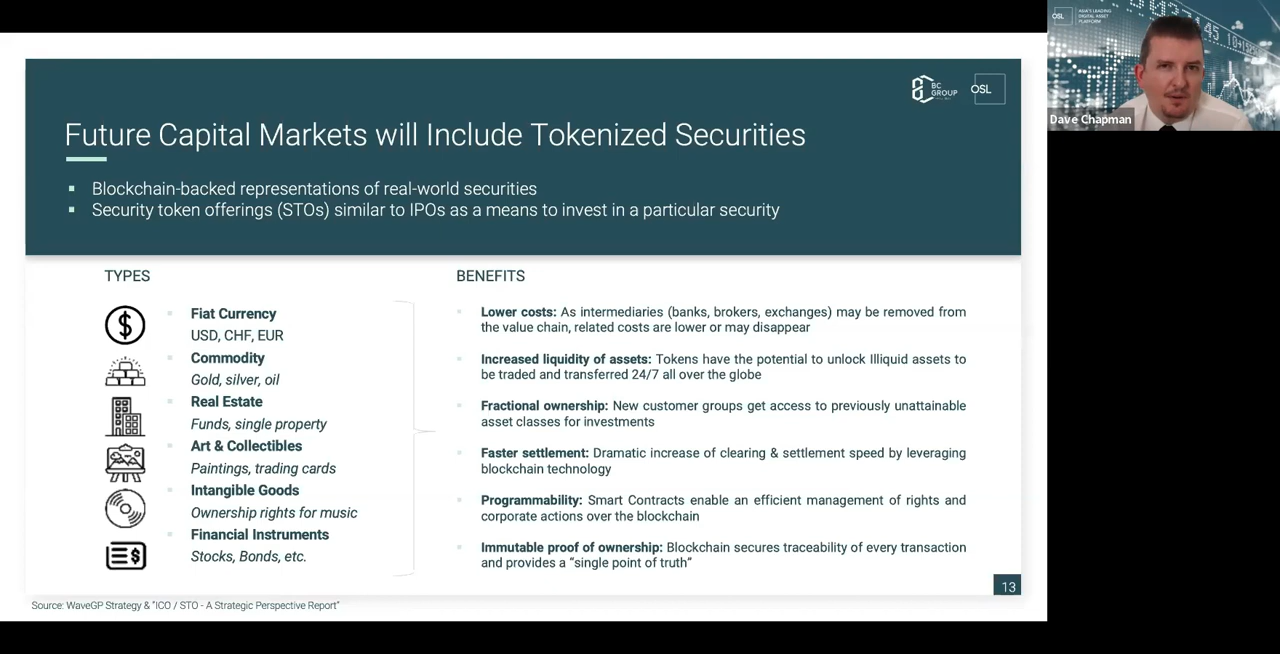 BC
GROUP
OSL
Future Capital Markets will Include Tokenized Securities
▪ Blockchain-backed representations of real-world securities
▪ Security token offerings (STOs) similar to IPOs as a means to invest in a particular security
TYPES
▪ Fiat Currency
USD, CHF, EUR
▪ Commodity
Gold, silver, oil
▪ Real Estate
Funds, single property
▪ Art & Collectibles
Paintings, trading cards
▪ Intangible Goods
Ownership rights for music
▪ Financial Instruments
Stocks, Bonds, etc.
BENEFITS
▪ Lower costs: As intermediaries (banks, brokers, exchanges) may be removed from
the value chain, related costs are lower or may disappear
▪ Increased liquidity of assets: Tokens have the potential to unlock Illiquid assets to
be traded and transferred 24/7 all over the globe
▪ Fractional ownership: New customer groups get access to previously unattainable
asset classes for investments
▪ Faster settlement: Dramatic increase of clearing & settlement speed by leveraging
blockchain technology
▪ Programmability: Smart Contracts enable an efficient management of rights and
corporate actions over the blockchain
▪ Immutable proof of ownership: Blockchain secures traceability of every transaction
and provides a “single point of truth”
13
Source: WaveGP Strategy & “ICO / STO - A Strategic Perspective Report”
OSL
ASIA'S LEADING
DIGITAL ASSET
PLATFORM
Dave Chapman